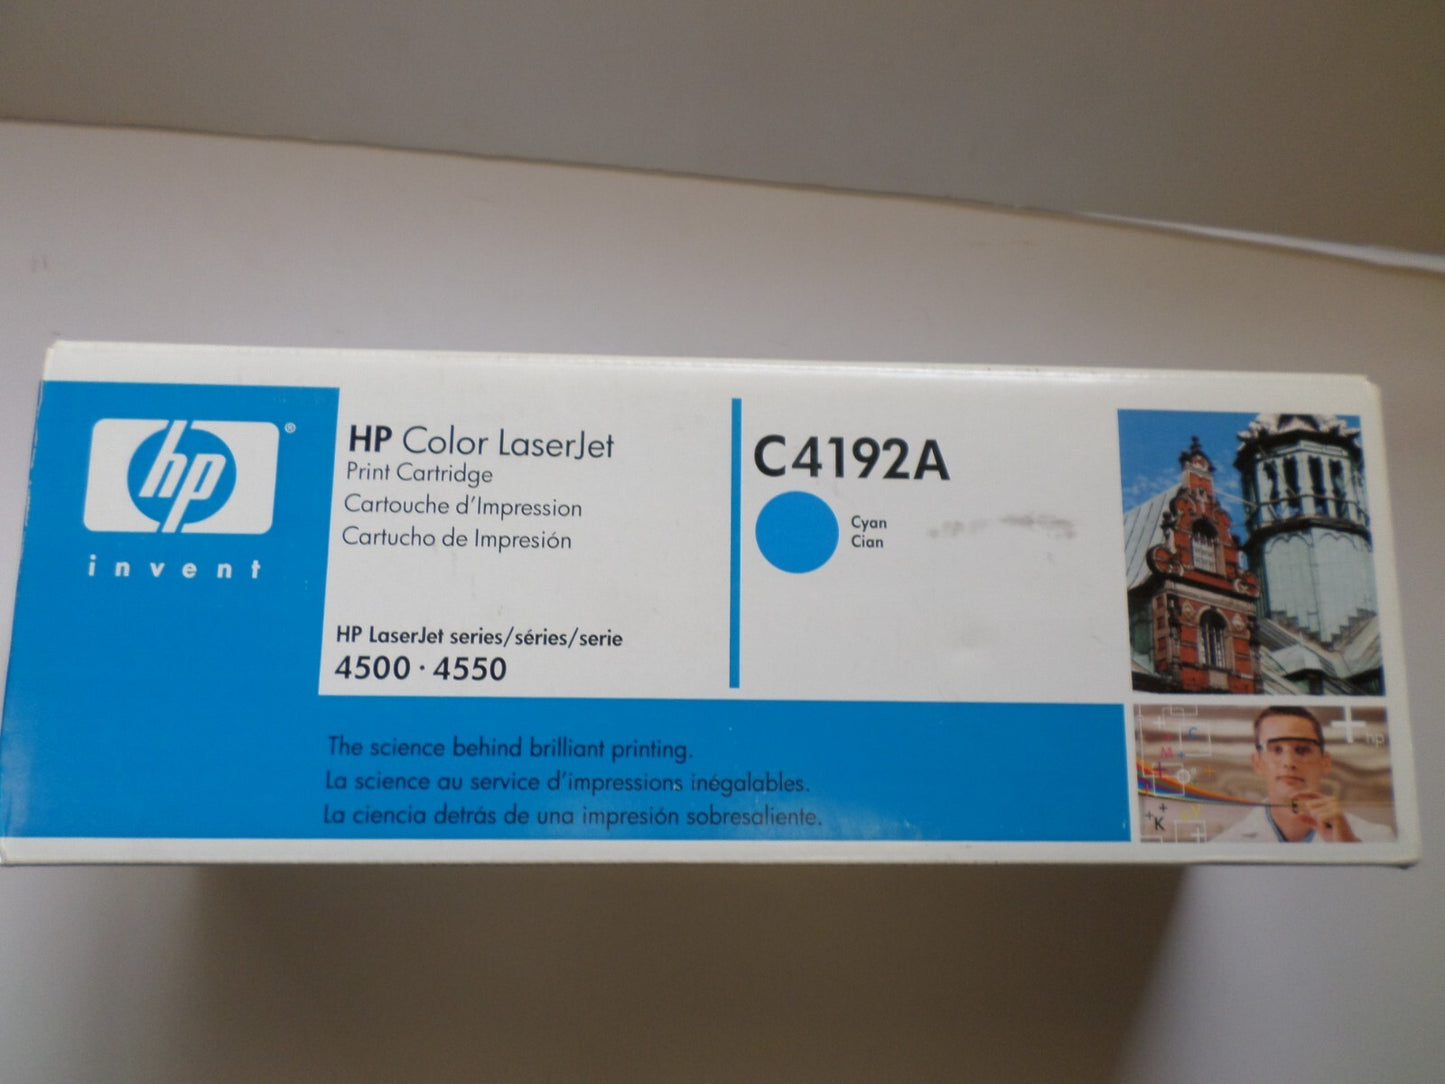 hp ®
invent
HP Color LaserJet
Print Cartridge
Cartouche d'Impression
Cartucho de Impresión
HP LaserJet series/séries/serie
4500 · 4550
C4192A
Cyan
Cian
The science behind brilliant printing.
La science au service d'impressions inégalables.
La ciencia detrás de una impresión sobresaliente.
C
M
K
+
hp